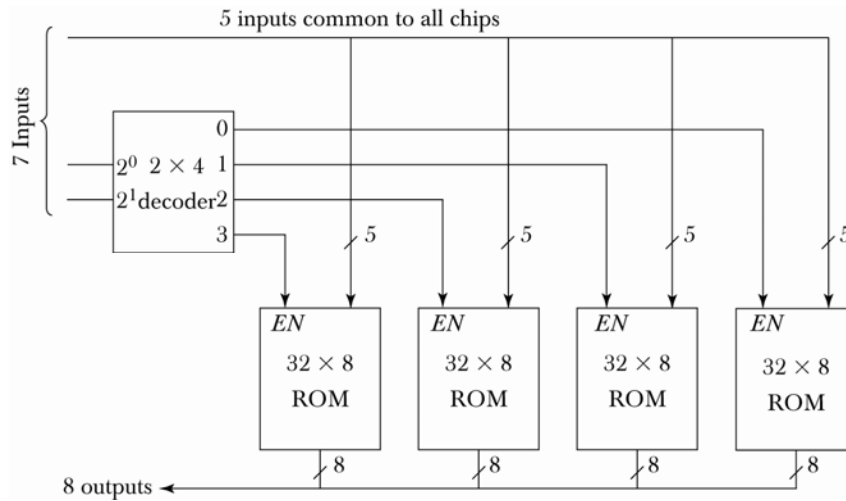 5 inputs common to all chips
7 Inputs
0
2⁰ 2 × 4 1
2¹ decoder 2
3
5 5 5 5
EN EN EN EN
32 × 8 32 × 8 32 × 8 32 × 8
ROM ROM ROM ROM
8 8 8 8
8 outputs